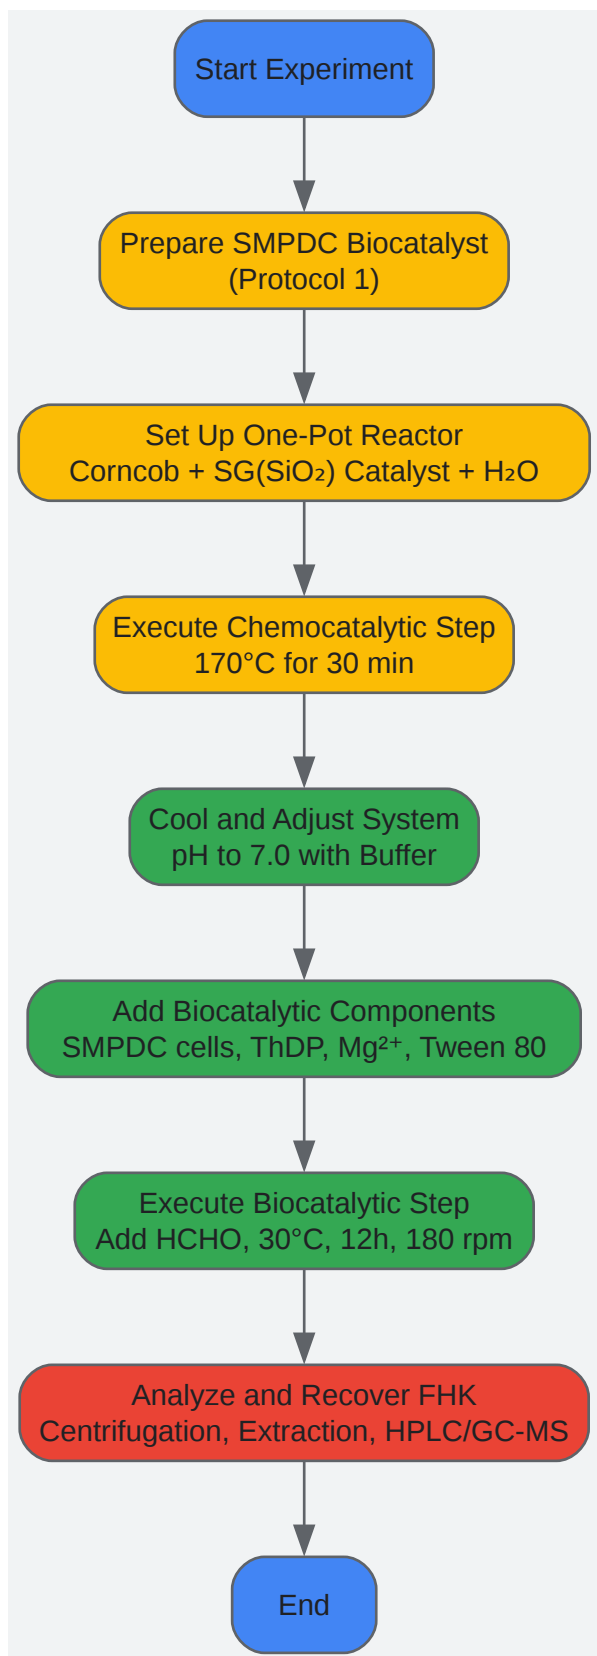 Start Experiment
Prepare SMPDC Biocatalyst
(Protocol 1)
Set Up One-Pot Reactor
Corncob + SG(SiO₂) Catalyst + H₂O
Execute Chemocatalytic Step
170°C for 30 min
Cool and Adjust System
pH to 7.0 with Buffer
Add Biocatalytic Components
SMPDC cells, ThDP, Mg²⁺, Tween 80
Execute Biocatalytic Step
Add HCHO, 30°C, 12h, 180 rpm
Analyze and Recover FHK
Centrifugation, Extraction, HPLC/GC-MS
End